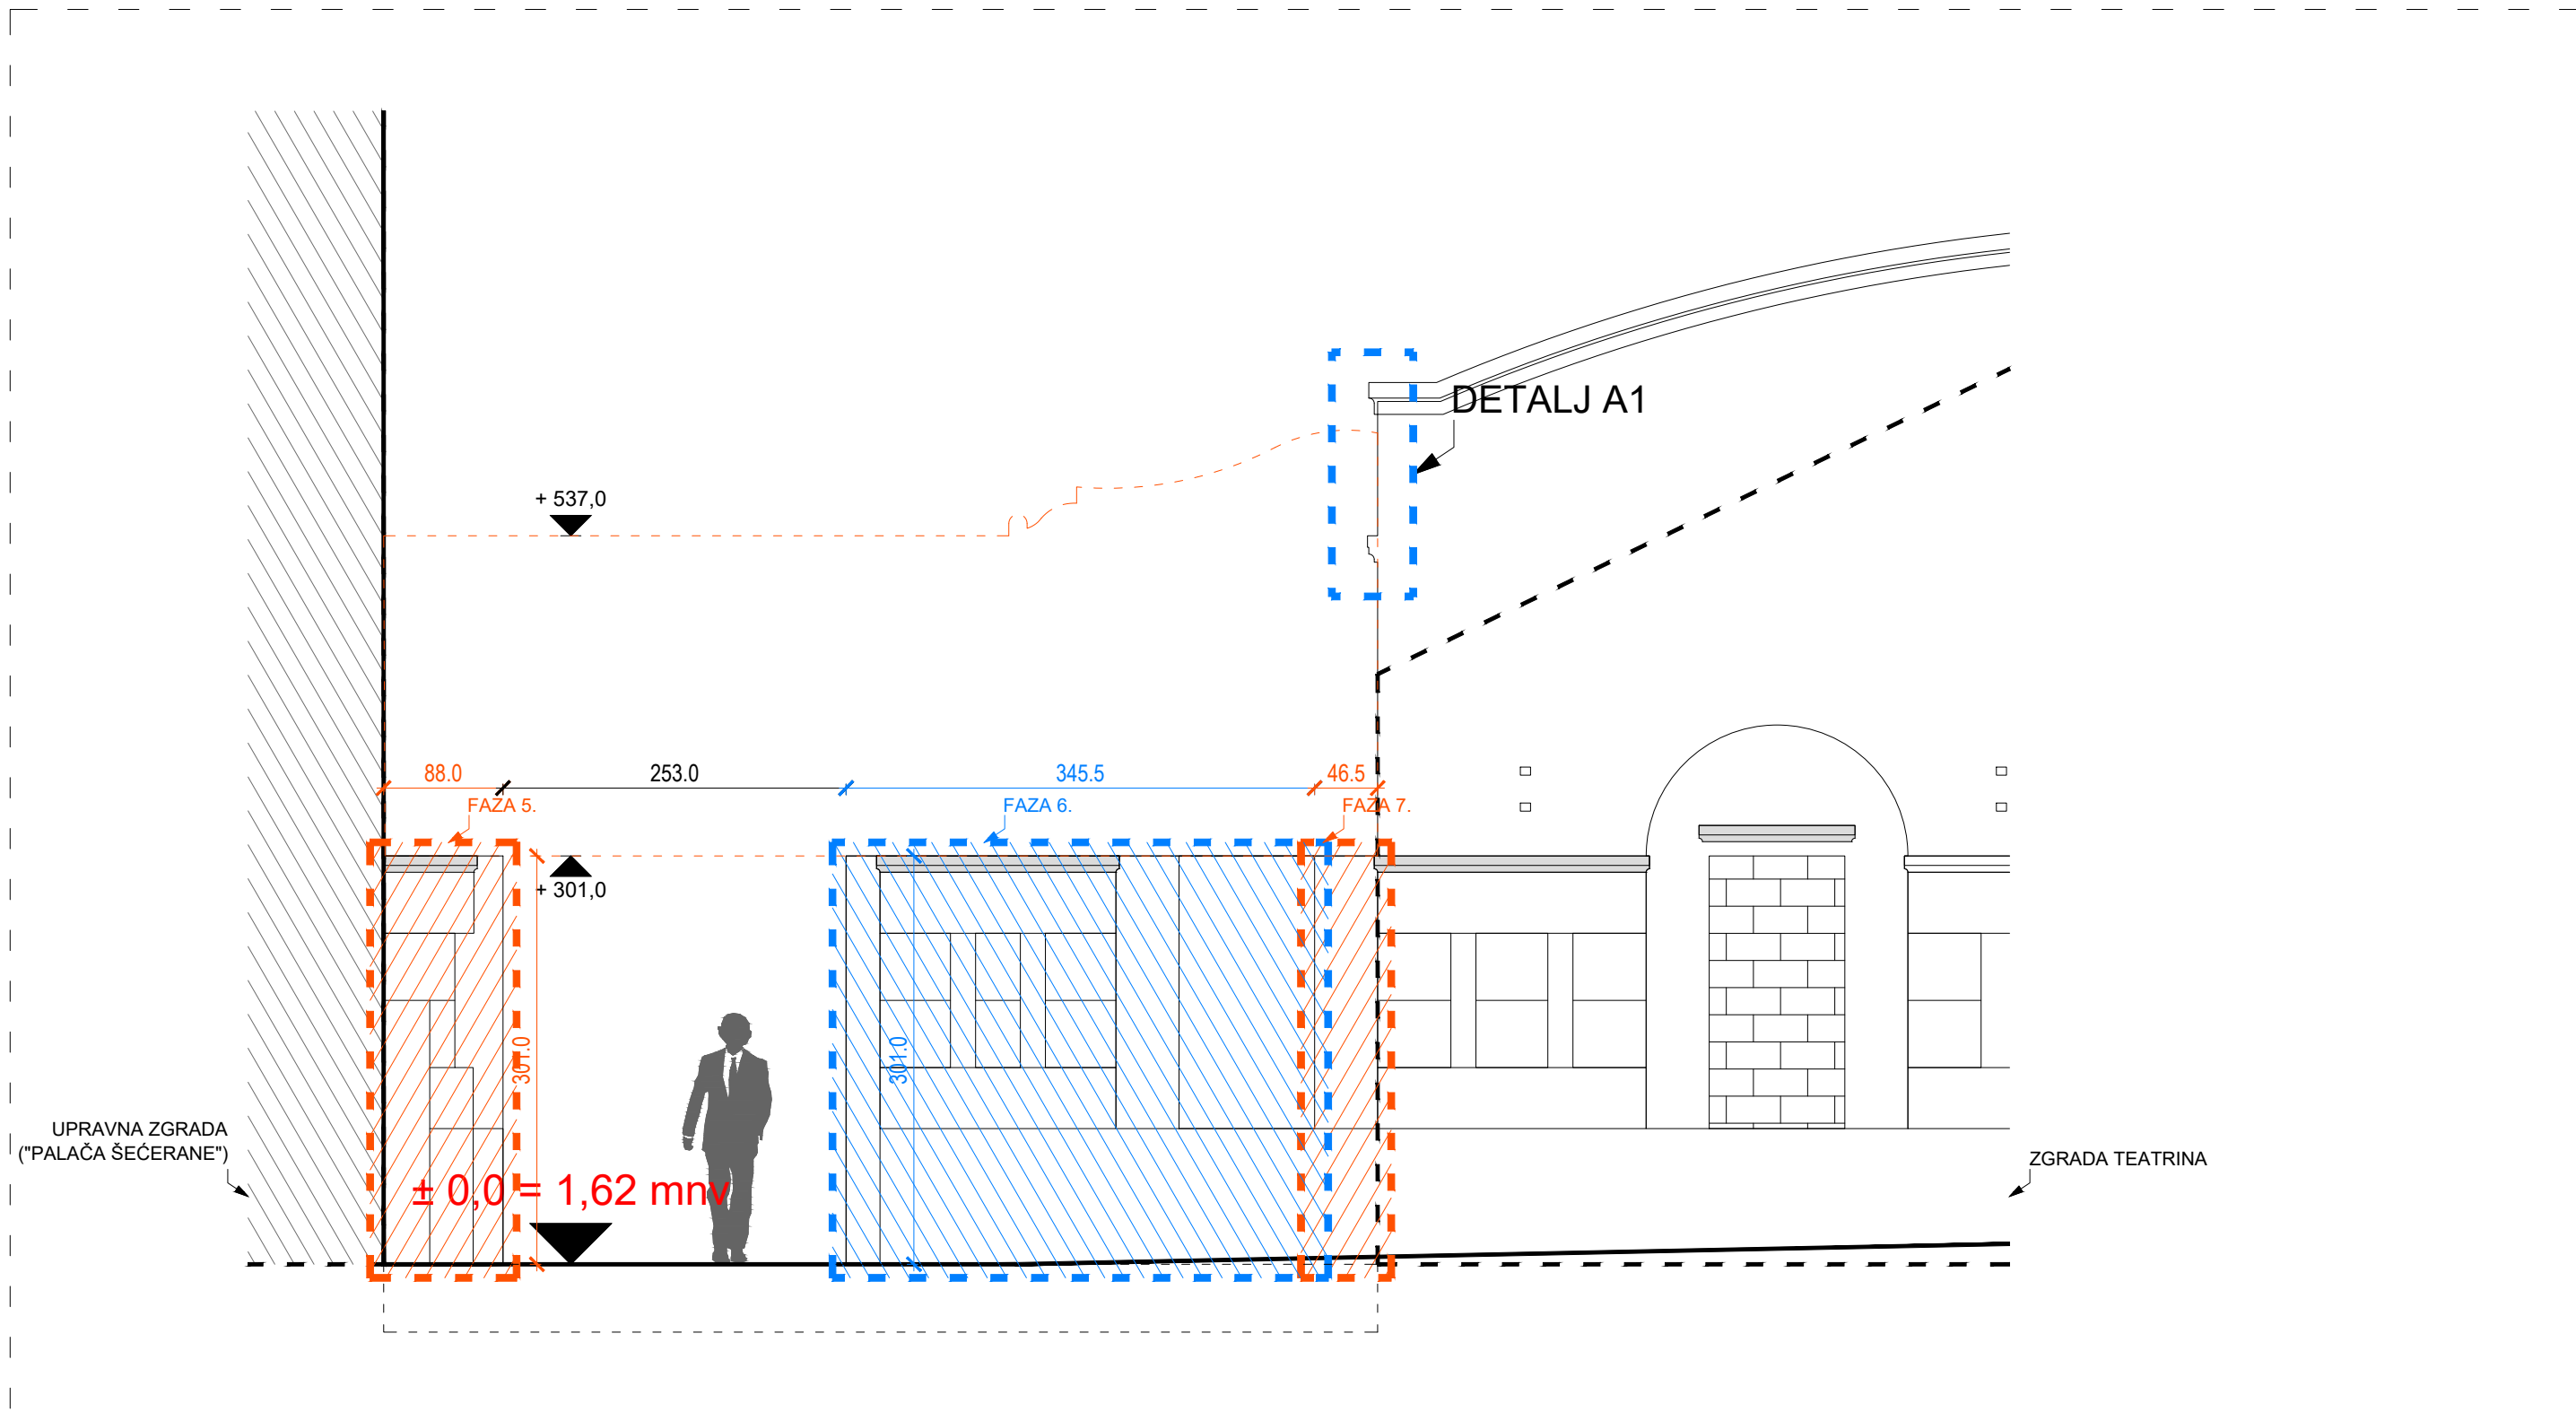 DETALJ A1
+ 537,0
88.0
253.0
345.5
46.5
FAZA 5.
FAZA 6.
FAZA 7.
+ 301,0
301.0
301.0
UPRAVNA ZGRADA
("PALAČA ŠEĆERANE")
± 0,0 = 1,62 mnv
ZGRADA TEATRINA